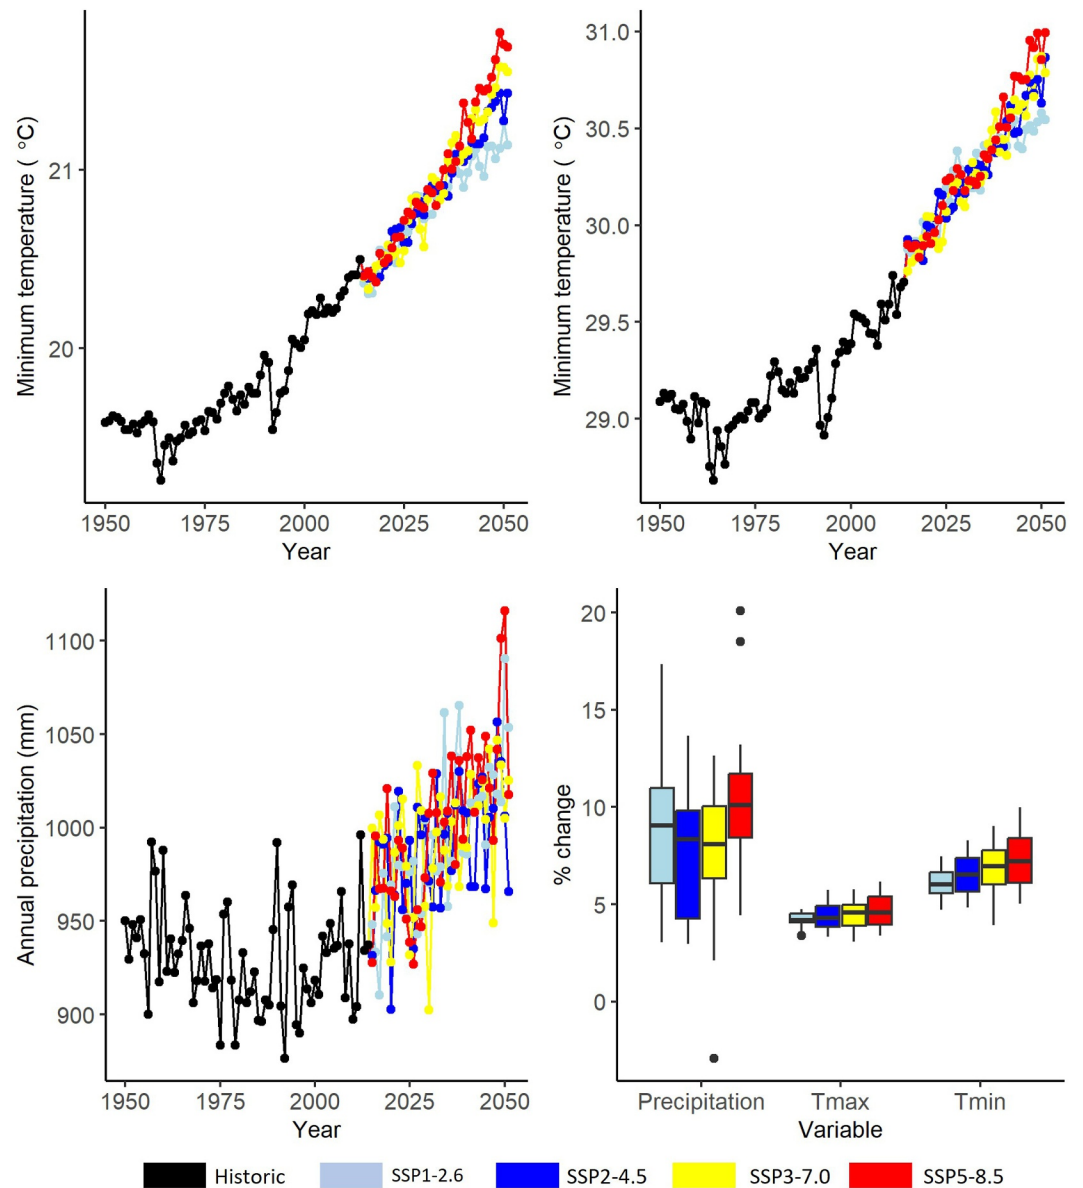 Minimum temperature ( °C)
21
20
1950 1975 2000 2025 2050
Year
Minimum temperature ( °C)
31.0
30.5
30.0
29.5
29.0
1950 1975 2000 2025 2050
Year
Annual precipitation (mm)
1100
1050
1000
950
900
1950 1975 2000 2025 2050
Year
% change
20
15
10
5
0
Precipitation Tmax Tmin
Variable
Historic SSP1-2.6 SSP2-4.5 SSP3-7.0 SSP5-8.5